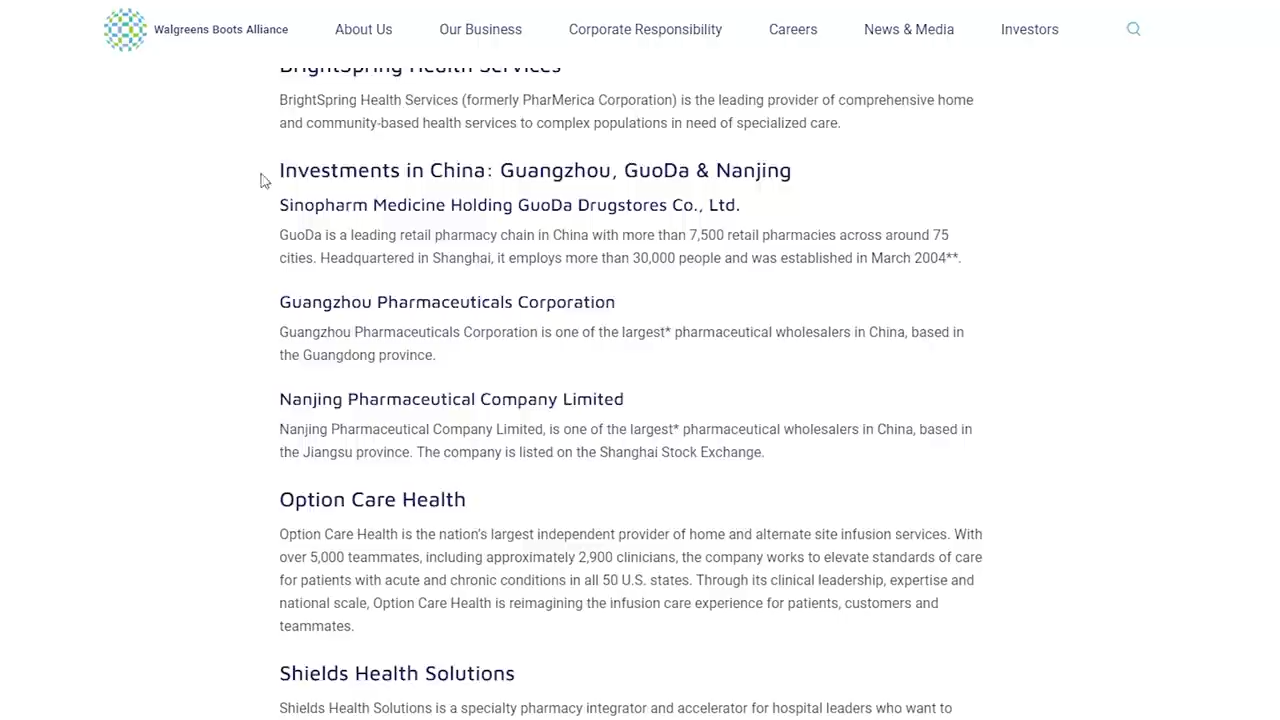 Walgreens Boots Alliance
About Us
Our Business
Corporate Responsibility
Careers
News & Media
Investors
BrightSpring Health Services
BrightSpring Health Services (formerly PharMerica Corporation) is the leading provider of comprehensive home
and community-based health services to complex populations in need of specialized care.
Investments in China: Guangzhou, GuoDa & Nanjing
Sinopharm Medicine Holding GuoDa Drugstores Co., Ltd.
GuoDa is a leading retail pharmacy chain in China with more than 7,500 retail pharmacies across around 75
cities. Headquartered in Shanghai, it employs more than 30,000 people and was established in March 2004**.
Guangzhou Pharmaceuticals Corporation
Guangzhou Pharmaceuticals Corporation is one of the largest* pharmaceutical wholesalers in China, based in
the Guangdong province.
Nanjing Pharmaceutical Company Limited
Nanjing Pharmaceutical Company Limited, is one of the largest* pharmaceutical wholesalers in China, based in
the Jiangsu province. The company is listed on the Shanghai Stock Exchange.
Option Care Health
Option Care Health is the nation's largest independent provider of home and alternate site infusion services. With
over 5,000 teammates, including approximately 2,900 clinicians, the company works to elevate standards of care
for patients with acute and chronic conditions in all 50 U.S. states. Through its clinical leadership, expertise and
national scale, Option Care Health is reimagining the infusion care experience for patients, customers and
teammates.
Shields Health Solutions
Shields Health Solutions is a specialty pharmacy integrator and accelerator for hospital leaders who want to